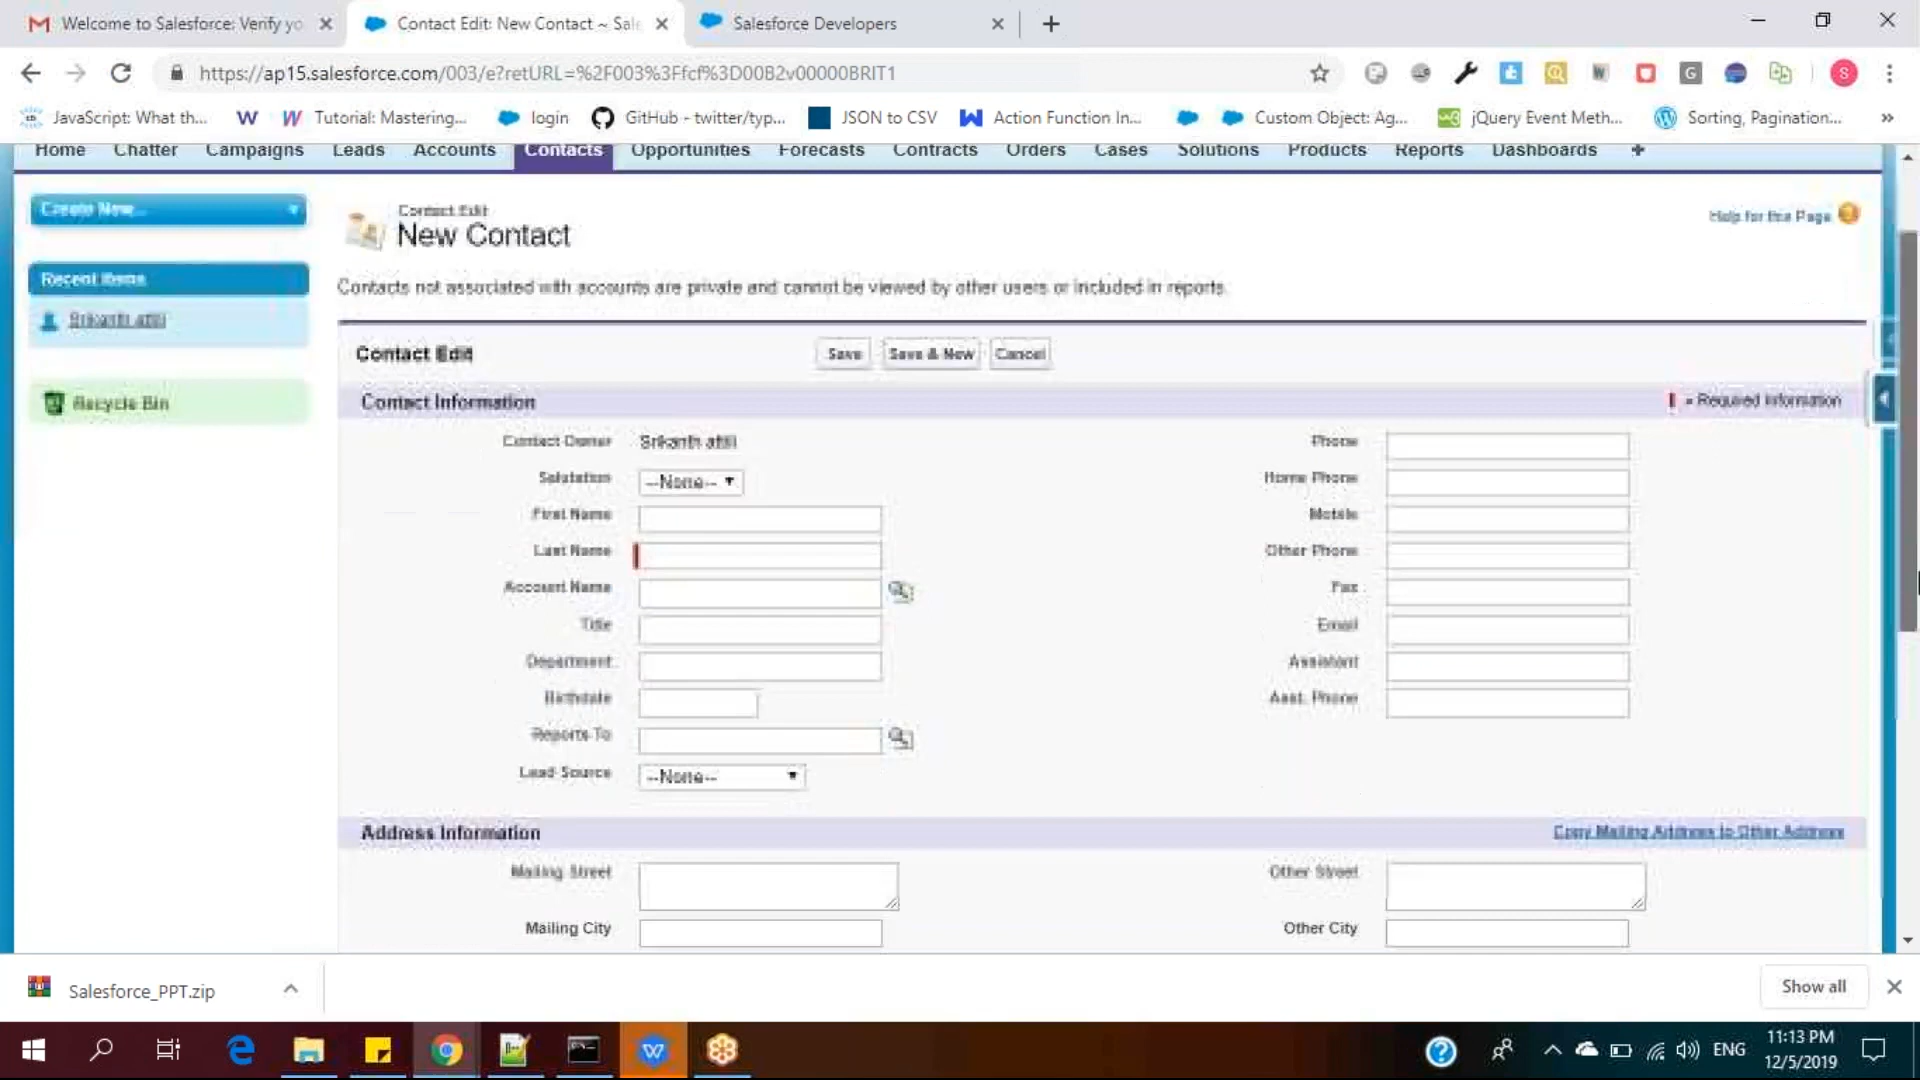 Welcome to Salesforce: Verify yo
Contact Edit: New Contact ~ Sale
Salesforce Developers
https://ap15.salesforce.com/003/e?retURL=%2F003%3Ffcf%3D00B2v00000BRIT1
JavaScript: What th...
Tutorial: Mastering...
login
GitHub - twitter/typ...
JSON to CSV
Action Function In...
Custom Object: Ag...
jQuery Event Meth...
Sorting, Pagination...
Home Chatter Campaigns Leads Accounts Contacts Opportunities Forecasts Contracts Orders Cases Solutions Products Reports Dashboards +
Create New...
Recent Items
Srikanth attili
Recycle Bin
Contact Edit
New Contact
Help for this Page
Contacts not associated with accounts are private and cannot be viewed by other users or included in reports.
Contact Edit
Save
Save & New
Cancel
Contact Information
= Required Information
Contact Owner Srikanth attili
Phone
Salutation --None--
Home Phone
First Name
Mobile
Last Name
Other Phone
Account Name
Fax
Title
Email
Department
Assistant
Birthdate
Asst. Phone
Reports To
Lead Source --None--
Address Information
Copy Mailing Address to Other Address
Mailing Street
Other Street
Mailing City
Other City
Salesforce_PPT.zip
Show all
ENG
11:13 PM
12/5/2019